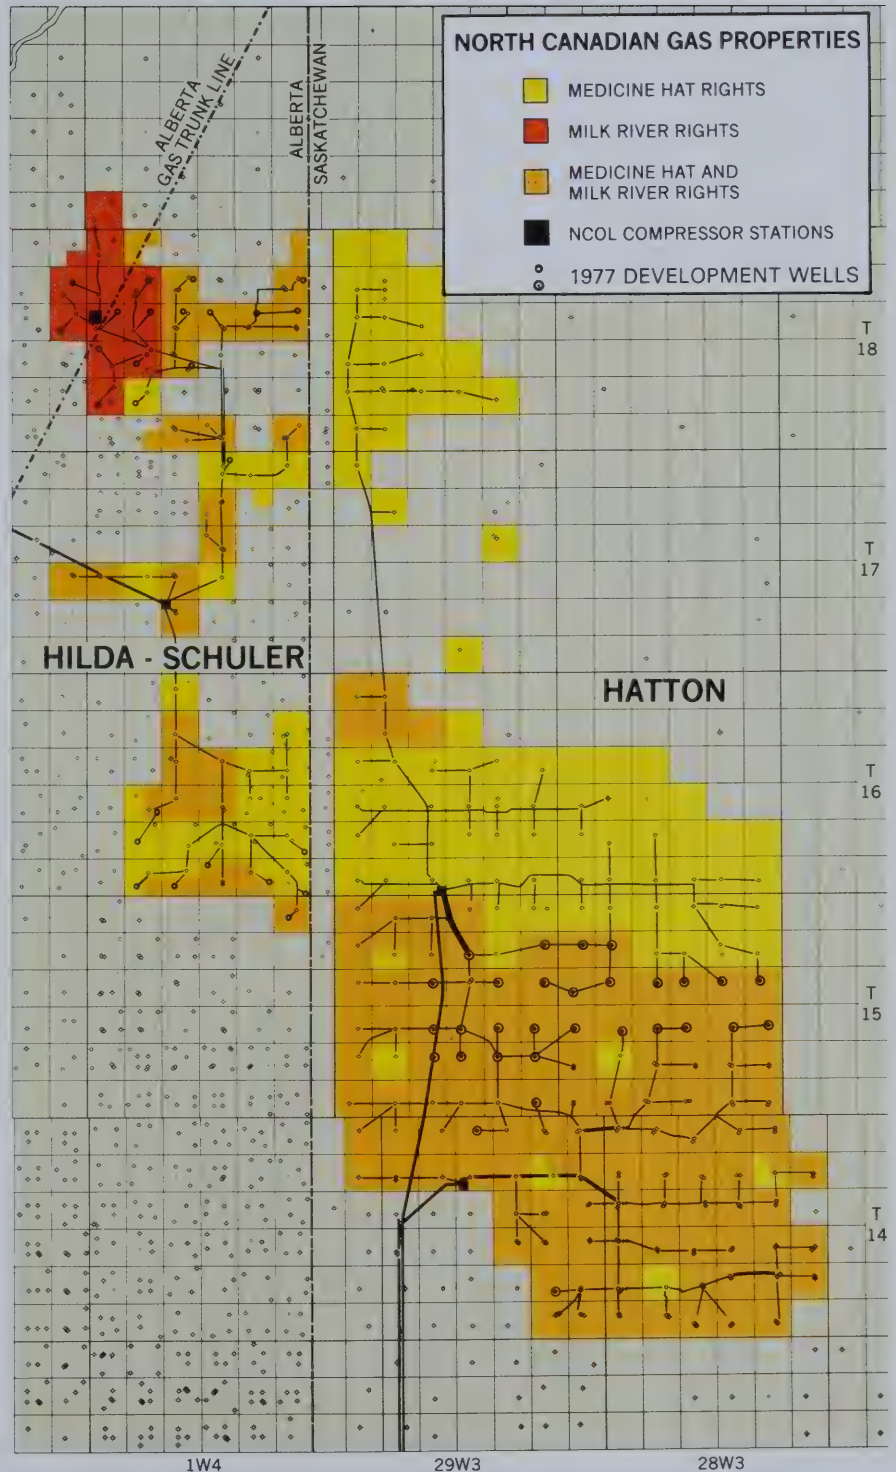 NORTH CANADIAN GAS PROPERTIES
MEDICINE HAT RIGHTS
MILK RIVER RIGHTS
MEDICINE HAT AND
MILK RIVER RIGHTS
NCOL COMPRESSOR STATIONS
1977 DEVELOPMENT WELLS
ALBERTA
GAS TRUNK LINE
ALBERTA
SASKATCHEWAN
T
18
T
17
HILDA - SCHULER
HATTON
T
16
T
15
T
14
1W4
29W3
28W3